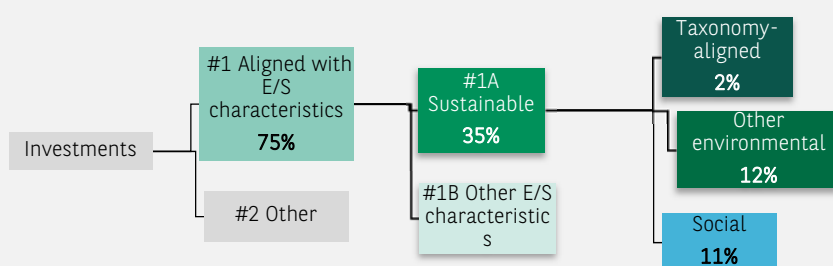 Investments
#1 Aligned with
E/S
characteristics
75%
#2 Other
#1A
Sustainable
35%
#1B Other E/S
characteristic
s
Taxonomy-
aligned
2%
Other
environmental
12%
Social
11%